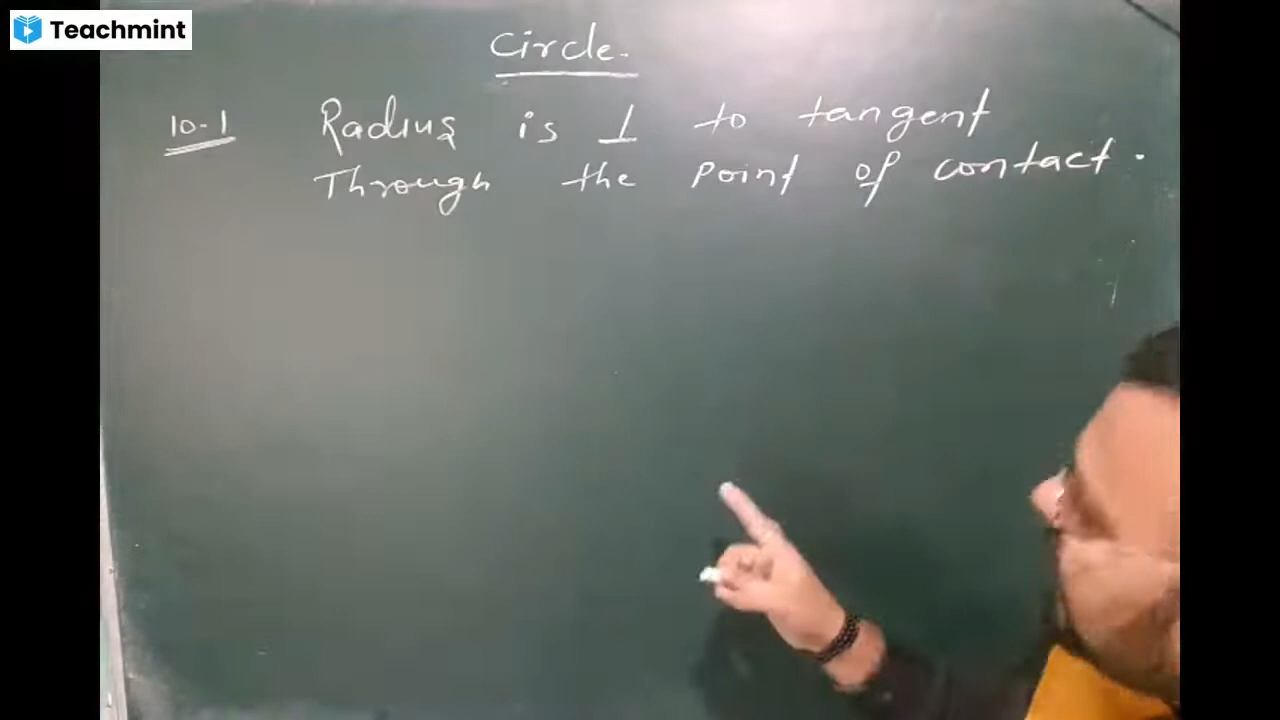 Teachmint
Circle.
10-1 Radius is ⊥ to tangent
Through the point of contact.